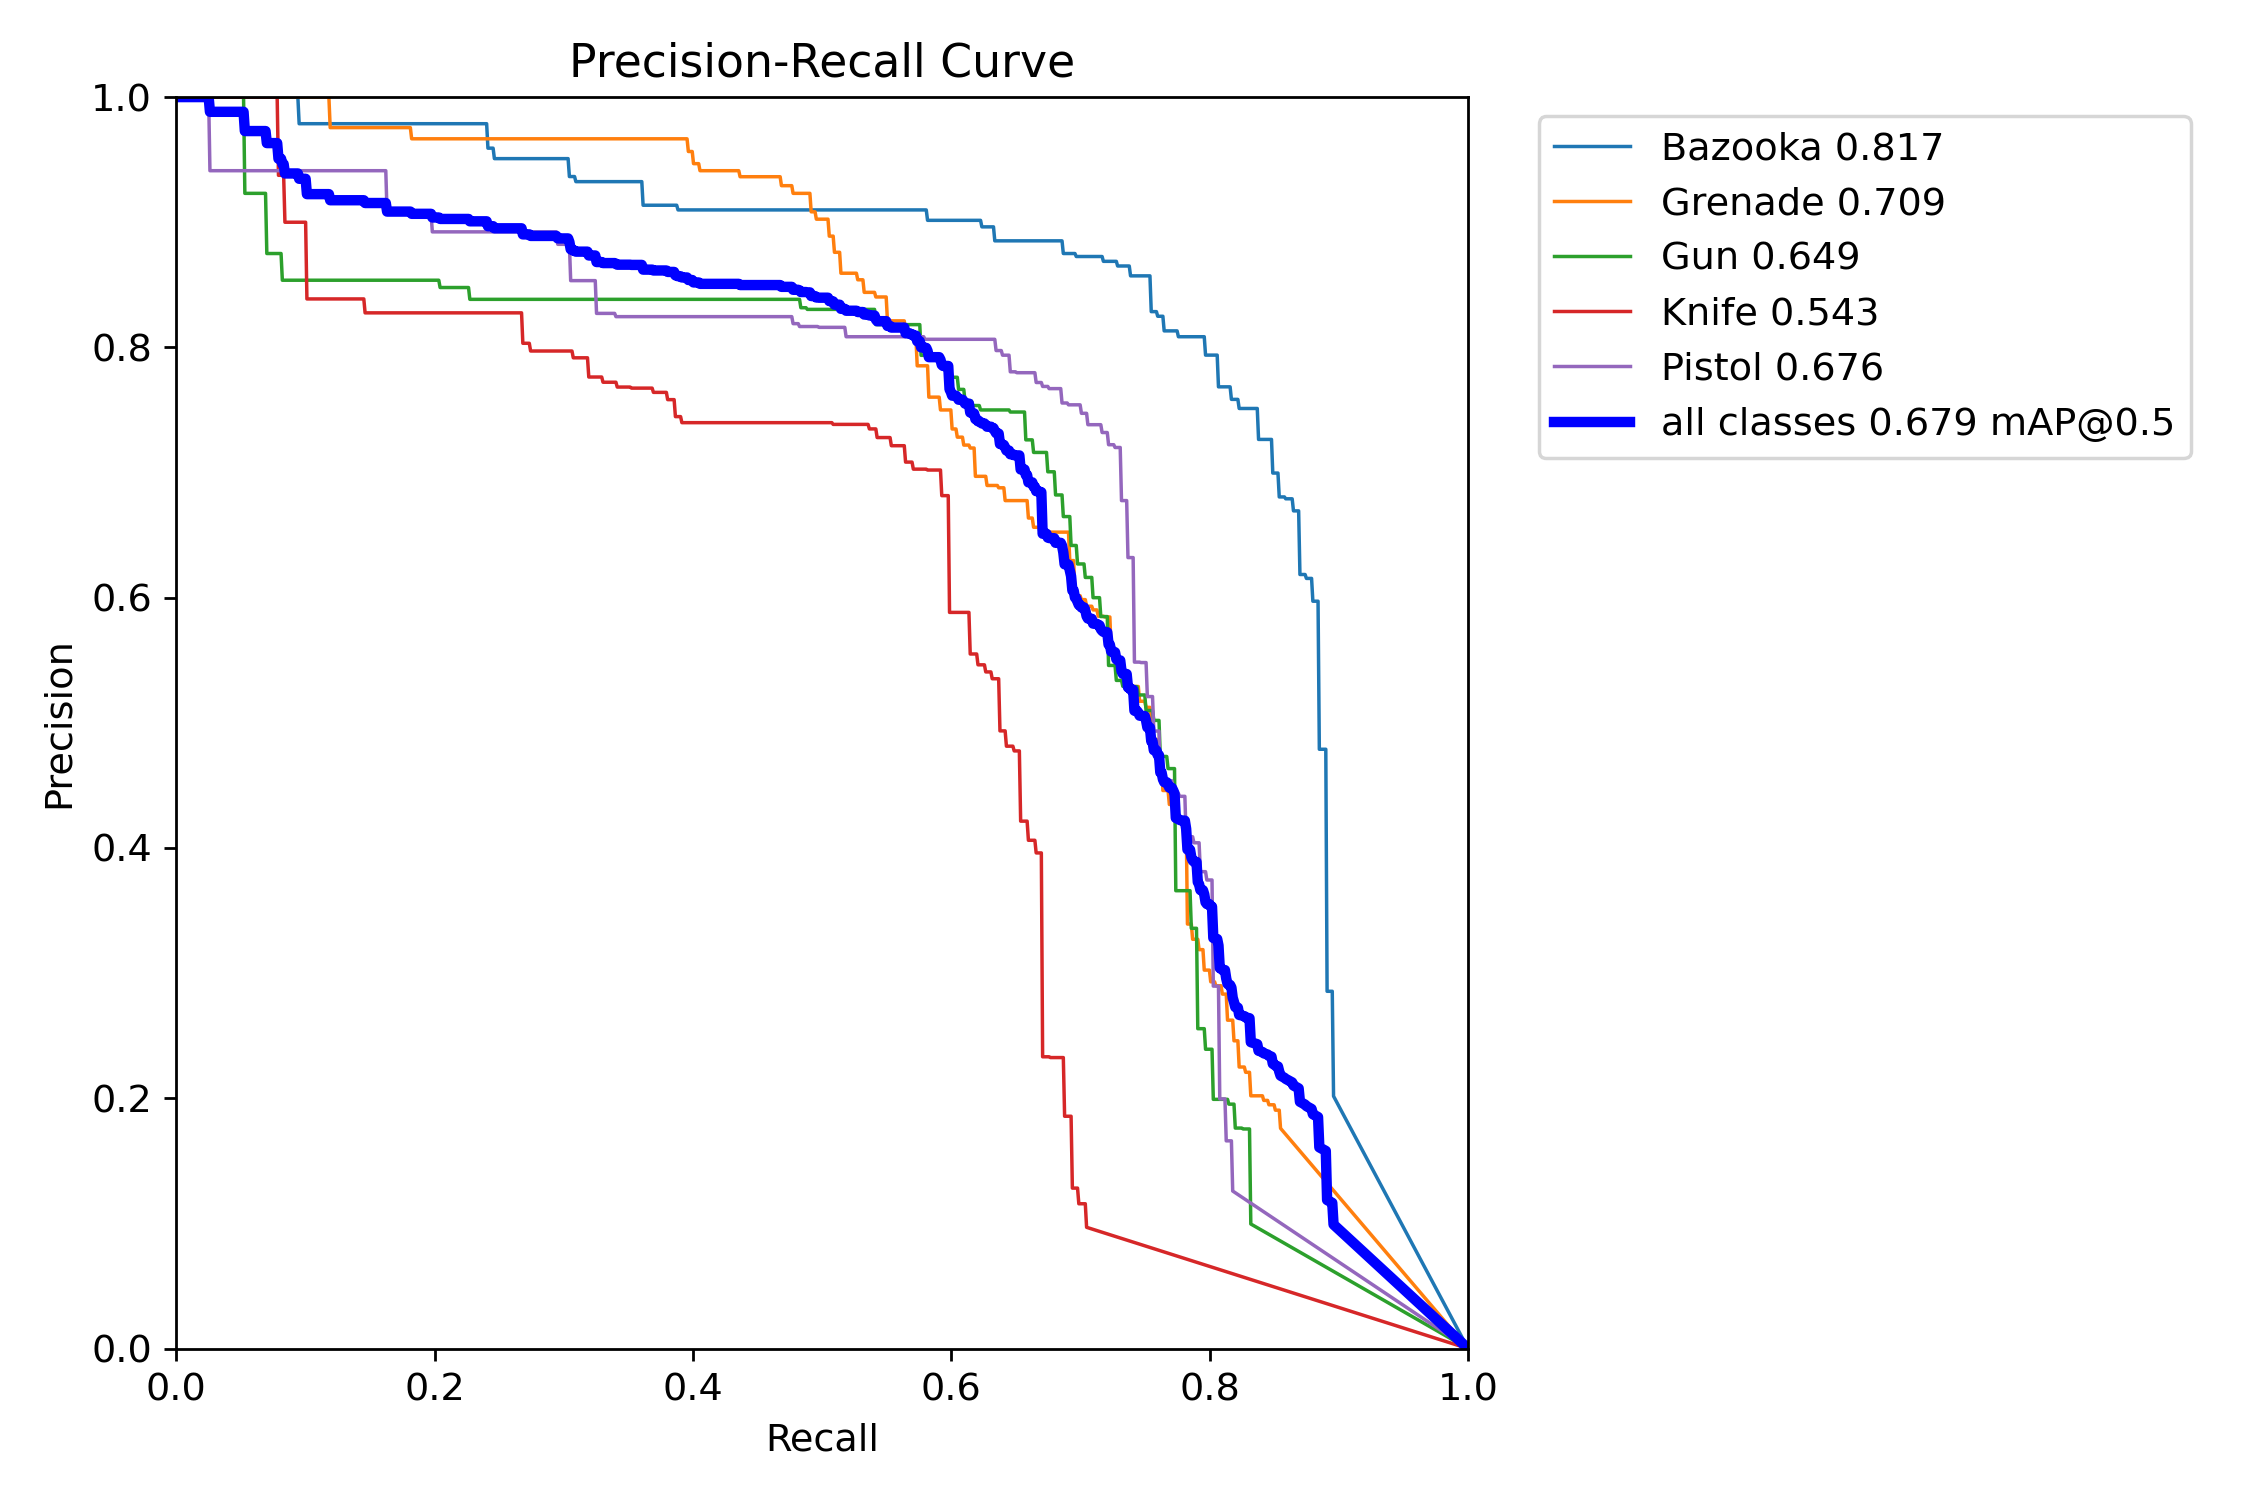 Precision-Recall Curve
1.0
0.8
0.6
0.4
0.2
0.0
Precision
0.0 0.2 0.4 0.6 0.8 1.0
Recall
Bazooka 0.817
Grenade 0.709
Gun 0.649
Knife 0.543
Pistol 0.676
all classes 0.679 mAP@0.5